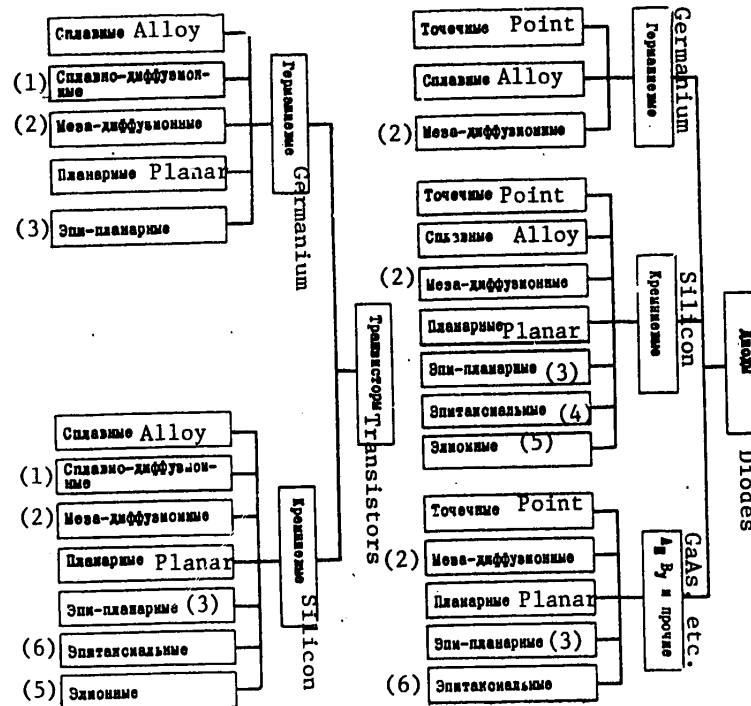 Сплавные Alloy
(1) Сплавно-диффузион-
ные
(2) Меза-диффузионные
Планарные Planar
(3) Эпи-планарные
Германиевые
Germanium
Сплавные Alloy
(1) Сплавно-диффузион-
ные
(2) Меза-диффузионные
Планарные Planar
Эпи-планарные (3)
(6) Эпитаксиальные
(5) Элионные
Кремниевые
Silicon
Транзисторы
Transistors
Точечные Point
Сплавные Alloy
(2) Меза-диффузионные
Германиевые
Germanium
Точечные Point
Сплавные Alloy
(2) Меза-диффузионные
Планарные Planar
Эпи-планарные (3)
Эпитаксиальные (4)
Элионные (5)
Кремниевые
Silicon
Точечные Point
(2) Меза-диффузионные
Планарные Planar
Эпи-планарные (3)
(6) Эпитаксиальные
и прочие
GaAs. etc.
Диоды
Diodes